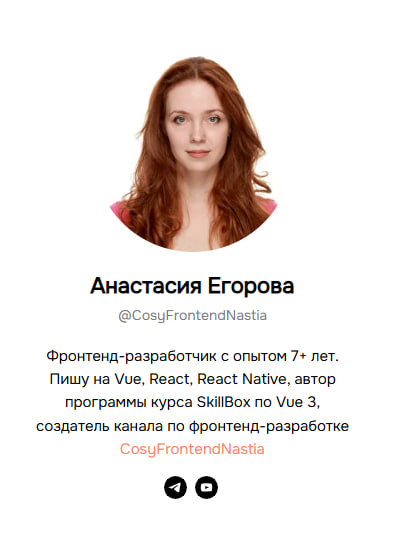 Анастасия Егорова
@CosyFrontendNastia
Фронтенд-разработчик с опытом 7+ лет.
Пишу на Vue, React, React Native, автор
программы курса SkillBox по Vue 3,
создатель канала по фронтенд-разработке
CosyFrontendNastia